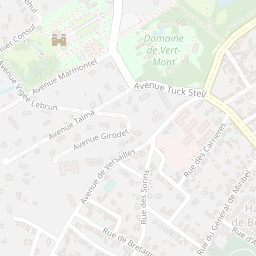 Domaine de
Vert-
Mont
Avenue Marmontel
Avenue Vigée
Lebrun
Avenue Tuck Stell
Avenue Talma
Avenue Girodet
Avenue de Versailles
Rue des Carrières
Rue des Sorins
Rue du Général de Miribel
Rue de Bretagne